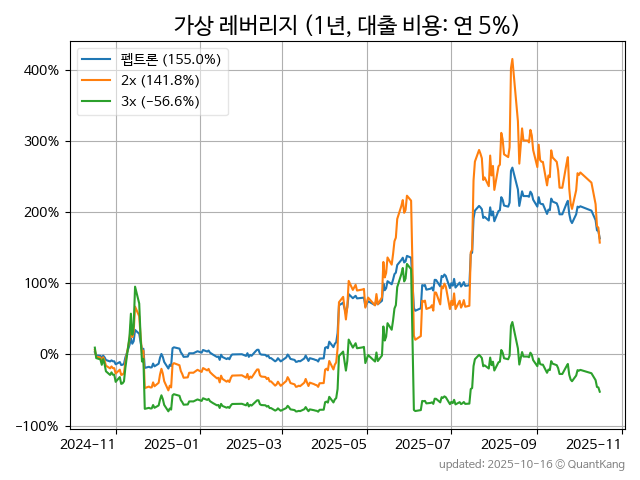 가상 레버리지 (1년, 대출 비용: 연 5%)
펩트론 (155.0%)
2x (141.8%)
3x (−56.6%)
400%
300%
200%
100%
0%
−100%
2024-11 2025-01 2025-03 2025-05 2025-07 2025-09 2025-11
updated: 2025-10-16 © QuantKang